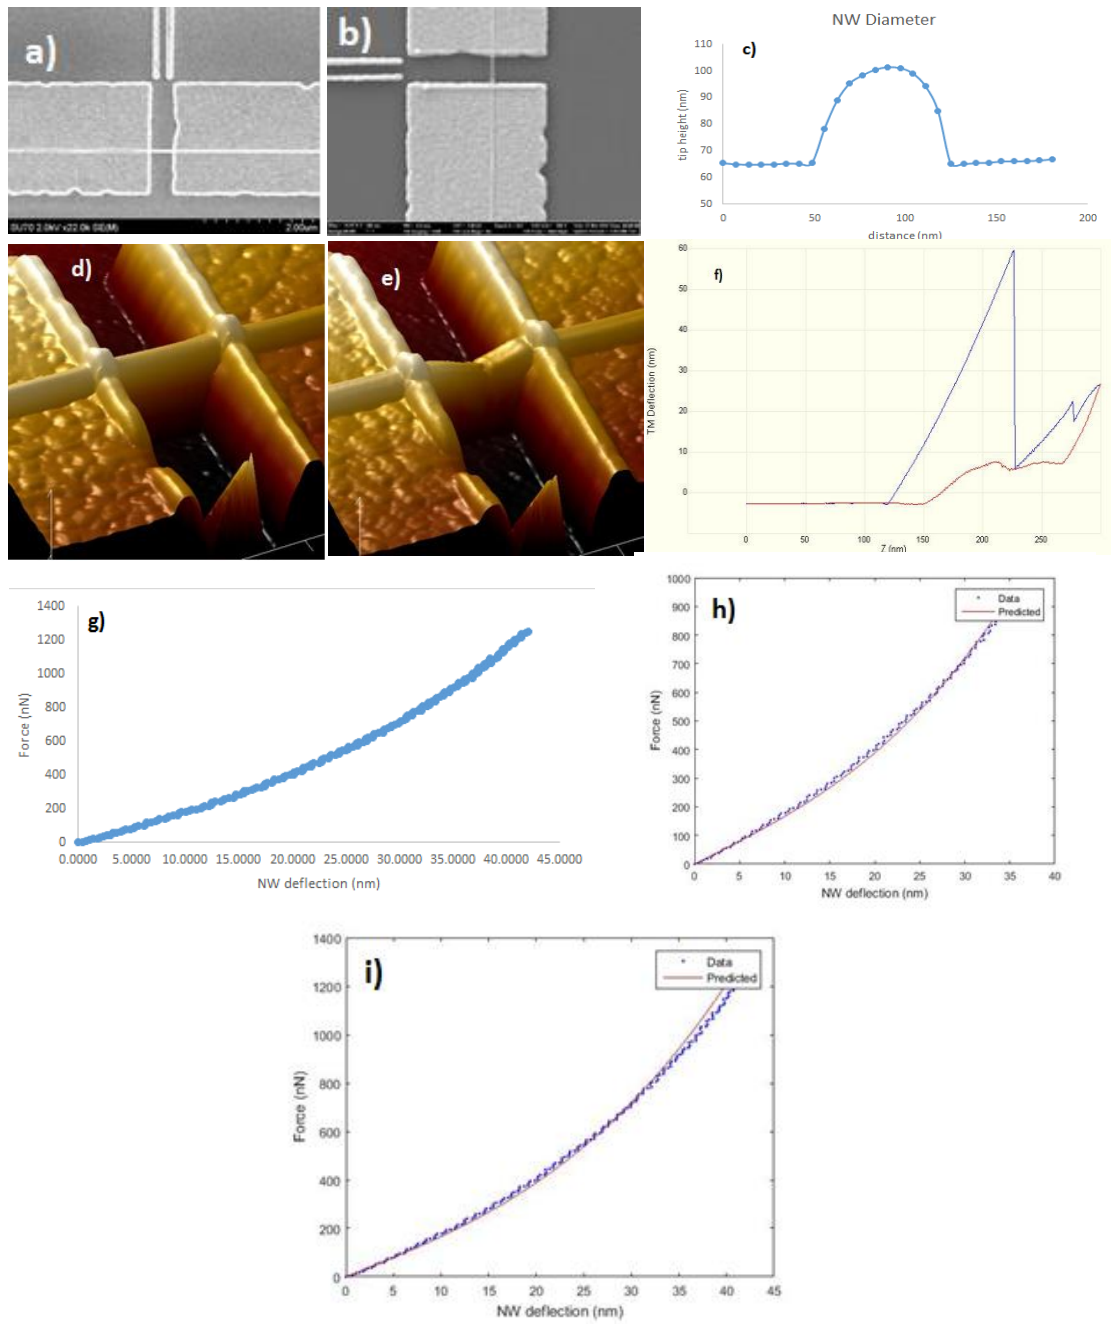 a)
SU70 2.0kV x22.0k SE(M)
2.00um
b)
NW Diameter
c)
tip height (nm)
110
100
90
80
70
60
50
0
50
100
150
200
distance (nm)
d)
e)
f)
TM Deflection (nm)
60
50
40
30
20
10
0
0
50
100
150
200
250
Z (nm)
g)
Force (nN)
1400
1200
1000
800
600
400
200
0
0.0000 5.0000 10.0000 15.0000 20.0000 25.0000 30.0000 35.0000 40.0000 45.0000
NW deflection (nm)
h)
Data
Predicted
Force (nN)
1000
900
800
700
600
500
400
300
200
100
0
0 5 10 15 20 25 30 35 40
NW deflection (nm)
i)
Data
Predicted
Force (nN)
1400
1200
1000
800
600
400
200
0
0 5 10 15 20 25 30 35 40 45
NW deflection (nm)